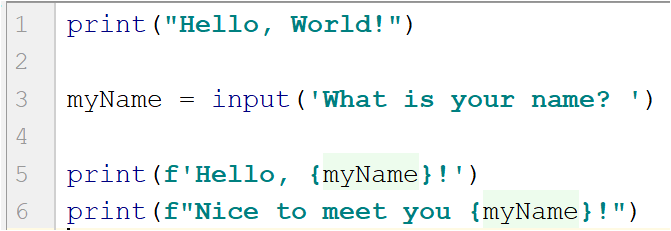 1 print("Hello, World!")
2
3 myName = input('What is your name? ')
4
5 print(f'Hello, {myName}!')
6 print(f"Nice to meet you {myName}!")